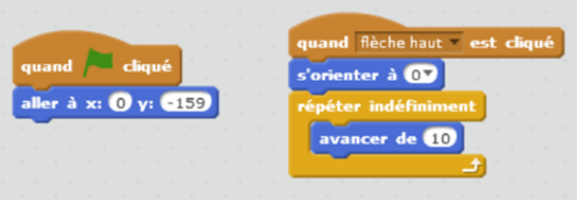 quand cliqué
aller à x: 0 y: -159
quand flèche haut est cliqué
s'orienter à 0
répéter indéfiniment
avancer de 10